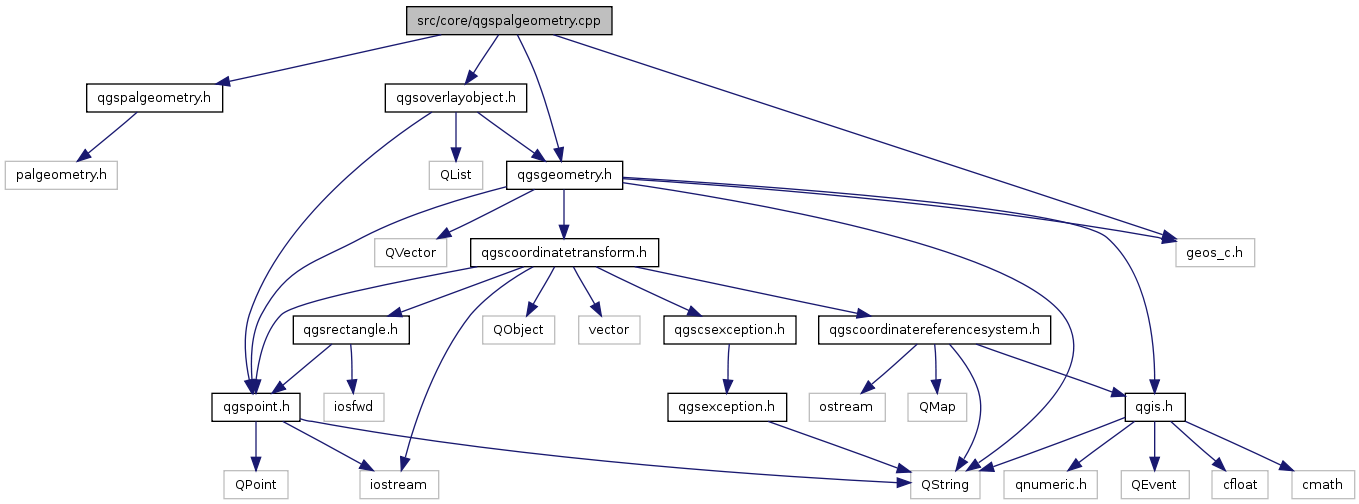 src/core/qgspalgeometry.cpp
qgspalgeometry.h
qgsoverlayobject.h
palgeometry.h
QList
qgsgeometry.h
QVector
qgscoordinatetransform.h
geos_c.h
qgsrectangle.h
QObject
vector
qgscsexception.h
qgscoordinatereferencesystem.h
qgspoint.h
iosfwd
qgsexception.h
ostream
QMap
qgis.h
QPoint
iostream
QString
qnumeric.h
QEvent
cfloat
cmath